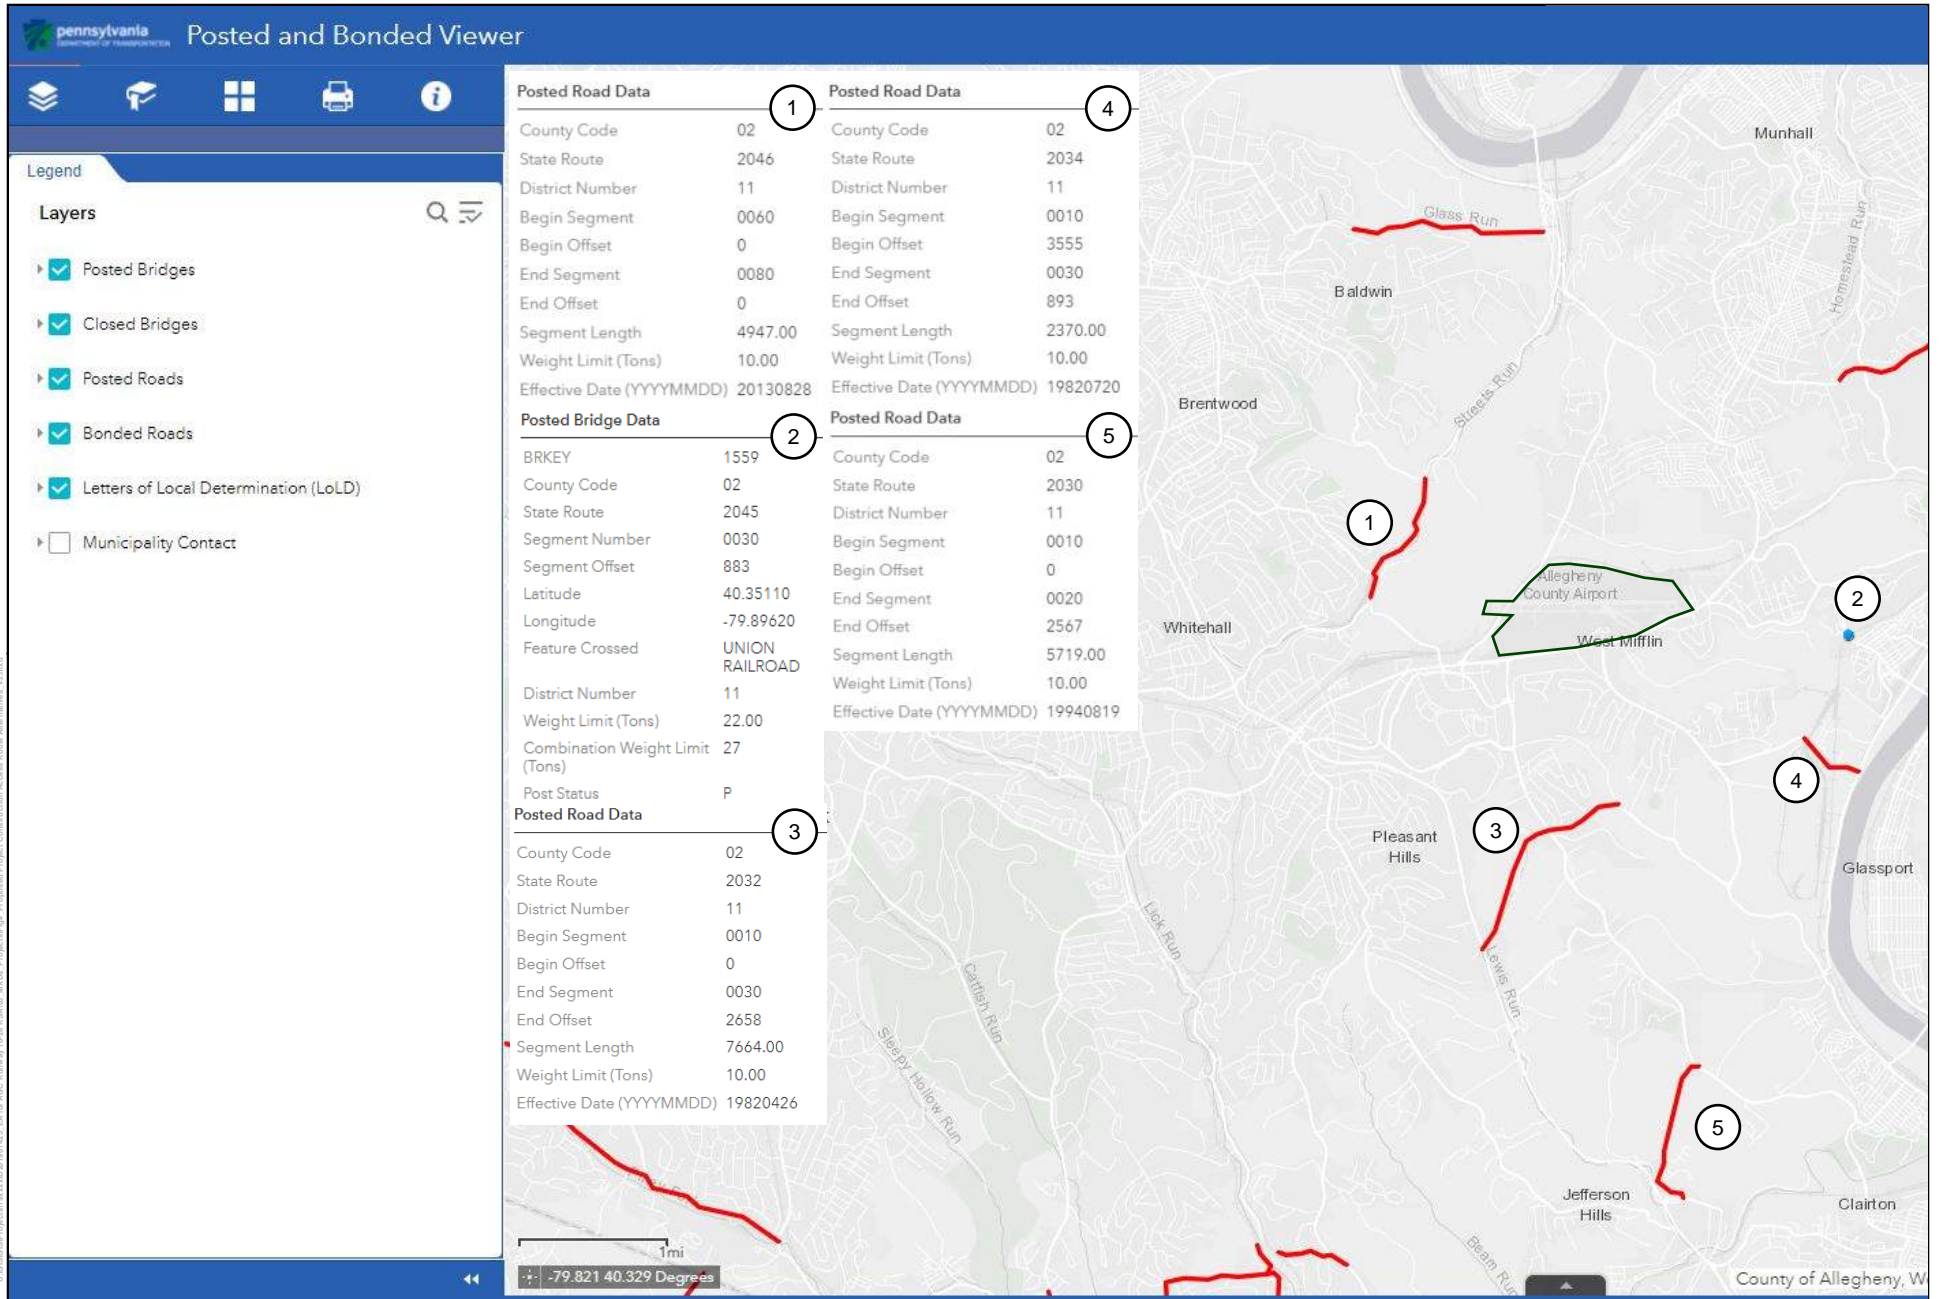 pennsylvania
DEPARTMENT OF TRANSPORTATION
Posted and Bonded Viewer
Legend
Layers
Posted Bridges
Closed Bridges
Posted Roads
Bonded Roads
Letters of Local Determination (LoLD)
Municipality Contact
Posted Road Data
1
County Code 02
State Route 2046
District Number 11
Begin Segment 0060
Begin Offset 0
End Segment 0080
End Offset 0
Segment Length 4947.00
Weight Limit (Tons) 10.00
Effective Date (YYYYMMDD) 20130828
Posted Bridge Data
2
BRKEY 1559
County Code 02
State Route 2045
Segment Number 0030
Segment Offset 883
Latitude 40.35110
Longitude -79.89620
Feature Crossed UNION
RAILROAD
District Number 11
Weight Limit (Tons) 22.00
Combination Weight Limit 27
(Tons)
Post Status P
Posted Road Data
3
County Code 02
State Route 2032
District Number 11
Begin Segment 0010
Begin Offset 0
End Segment 0030
End Offset 2658
Segment Length 7664.00
Weight Limit (Tons) 10.00
Effective Date (YYYYMMDD) 19820426
Posted Road Data
4
County Code 02
State Route 2034
District Number 11
Begin Segment 0010
Begin Offset 3555
End Segment 0030
End Offset 893
Segment Length 2370.00
Weight Limit (Tons) 10.00
Effective Date (YYYYMMDD) 19820720
Posted Road Data
5
County Code 02
State Route 2030
District Number 11
Begin Segment 0010
Begin Offset 0
End Segment 0020
End Offset 2567
Segment Length 5719.00
Weight Limit (Tons) 10.00
Effective Date (YYYYMMDD) 19940819
Munhall
Glass Run
Homestead Run
Baldwin
Streets Run
Brentwood
1
Allegheny
County Airport
2
Whitehall
West Mifflin
4
3
Pleasant
Hills
Glassport
Lick Run
Lewis Run
Catfish Run
Sleepy Hollow Run
5
Jefferson
Hills
Clairton
Beam Run
1mi
-79.821 40.329 Degrees
County of Allegheny, W